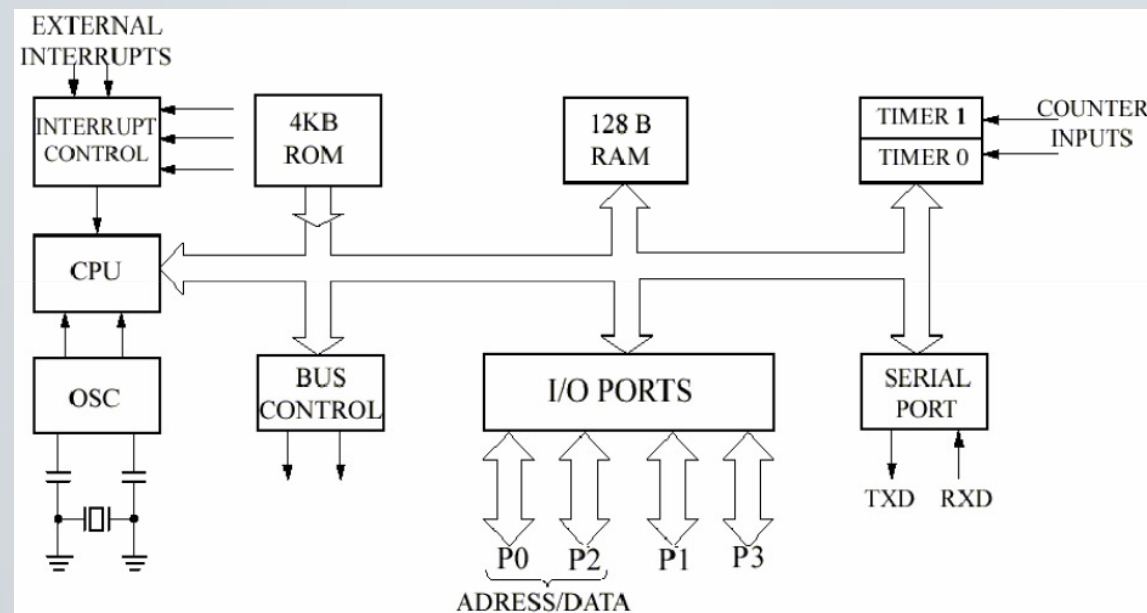 EXTERNAL
INTERRUPTS
INTERRUPT
CONTROL
4KB
ROM
128 B
RAM
TIMER 1
TIMER 0
COUNTER
INPUTS
CPU
OSC
BUS
CONTROL
I/O PORTS
SERIAL
PORT
TXD RXD
P0 P2 P1 P3
ADRESS/DATA